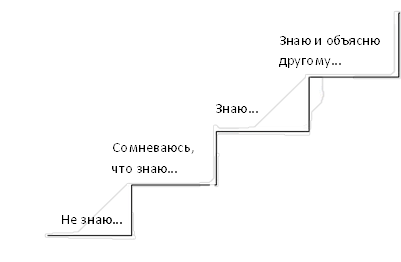 Знаю и объясню
другому...
Знаю...
Сомневаюсь,
что знаю...
Не знаю...